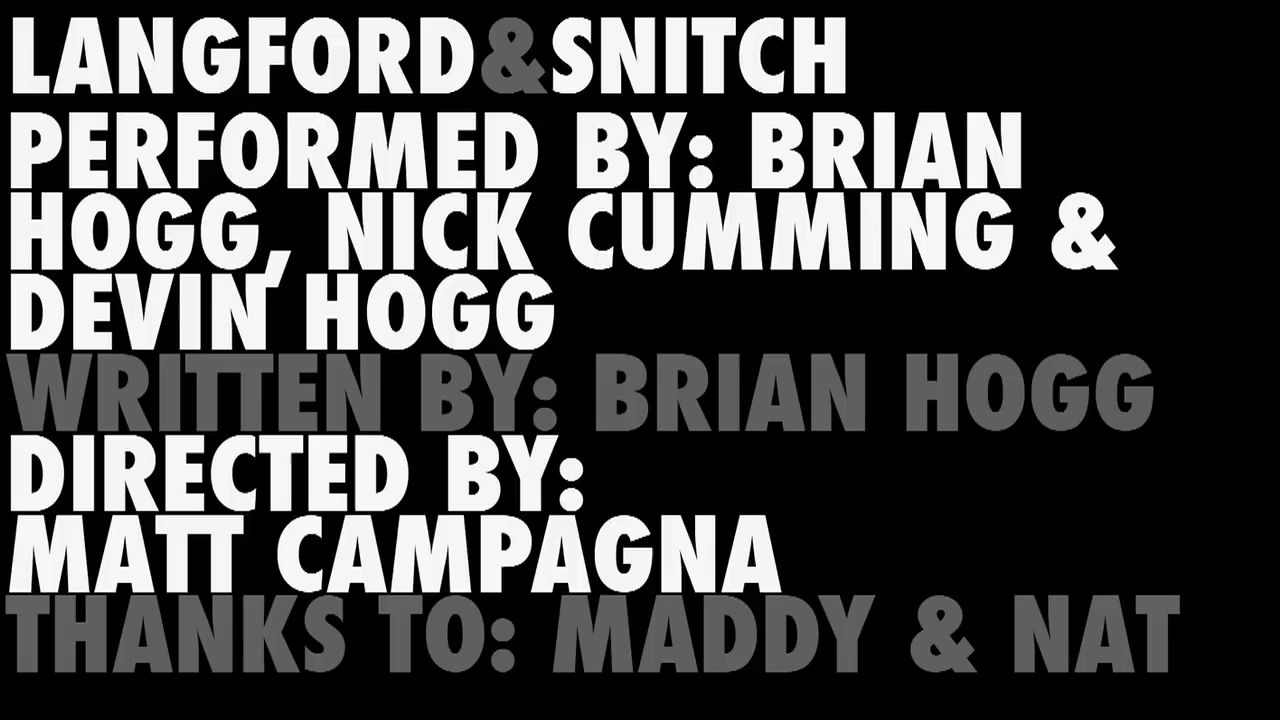 LANGFORD&SNITCH
PERFORMED BY: BRIAN
HOGG, NICK CUMMING &
DEVIN HOGG
WRITTEN BY: BRIAN HOGG
DIRECTED BY:
MATT CAMPAGNA
THANKS TO: MADDY & NAT